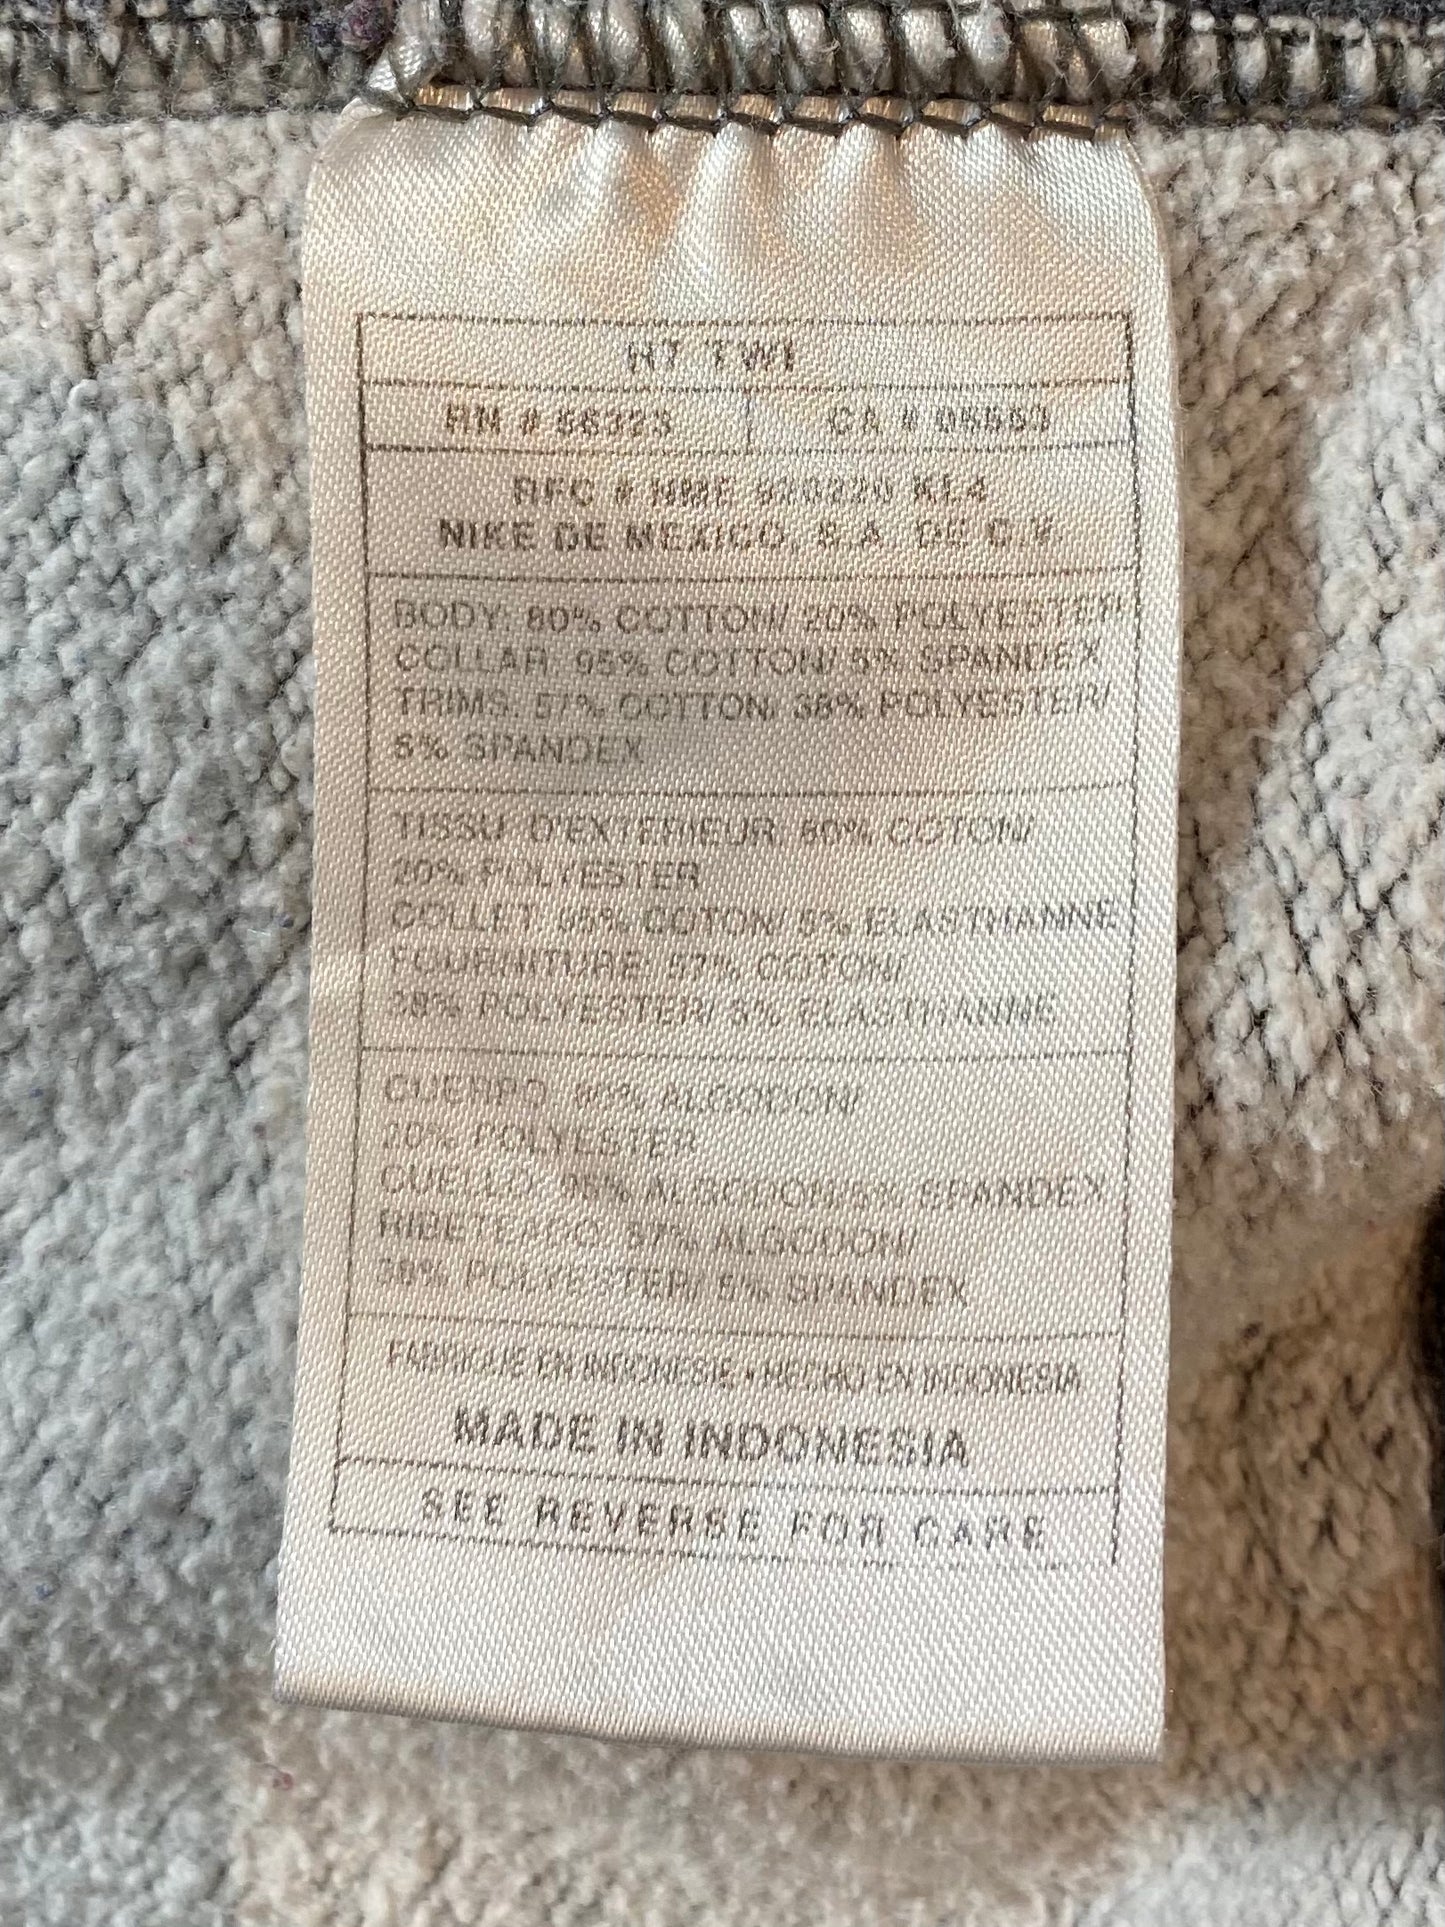 H7 TW1
RN # 56323 CA # 05553
RFC # NME 920220 KL4
NIKE DE MEXICO, S.A. DE C.V.
BODY: 80% COTTON/ 20% POLYESTER
COLLAR: 95% COTTON/ 5% SPANDEX
TRIMS: 57% COTTON/ 38% POLYESTER/
5% SPANDEX
TISSU D'EXTERIEUR: 80% COTON/
20% POLYESTER
COLLET: 95% COTON/ 5% ELASTHANNE
FOURNITURE: 57% COTON/
38% POLYESTER/ 5% ELASTHANNE
CUERPO: 80% ALGODON/
20% POLYESTER
CUELLO: 95% ALGODON/ 5% SPANDEX
RIBETEADO: 57% ALGODON/
38% POLYESTER/ 5% SPANDEX
FABRIQUE EN INDONESIE • HECHO EN INDONESIA
MADE IN INDONESIA
SEE REVERSE FOR CARE